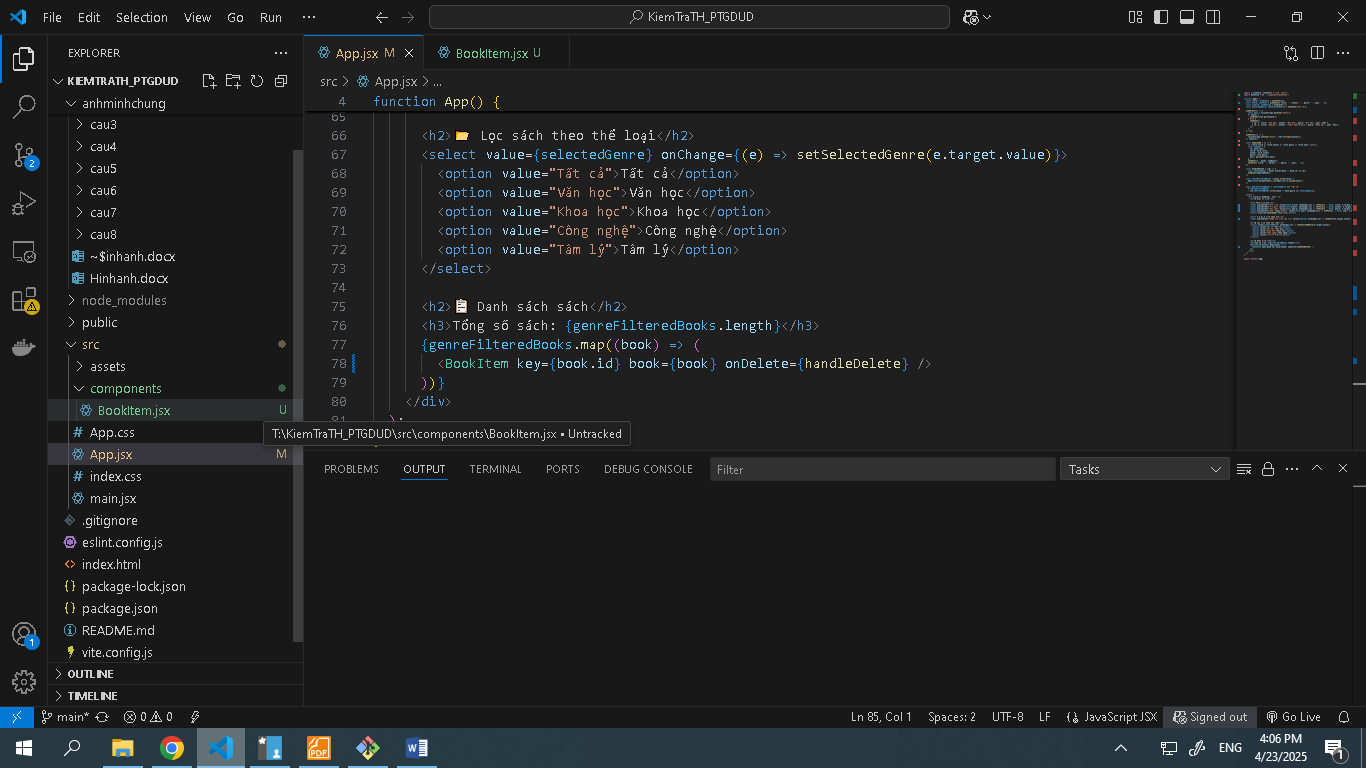 File Edit Selection View Go Run ···
KiemTraTH_PTGDUD
EXPLORER
KIEMTRATH_PTGDUD
anhminhchung
cau3
cau4
cau5
cau6
cau7
cau8
~$inhanh.docx
Hinhanh.docx
node_modules
public
src
assets
components
BookItem.jsx U
App.css
App.jsx M
index.css
main.jsx
.gitignore
eslint.config.js
index.html
package-lock.json
package.json
README.md
vite.config.js
OUTLINE
TIMELINE
2
1
App.jsx M
BookItem.jsx U
src > App.jsx > ...
4 function App() {
65
66 <h2>📂 Lọc sách theo thể loại</h2>
67 <select value={selectedGenre} onChange={(e) => setSelectedGenre(e.target.value)}>
68 <option value="Tất cả">Tất cả</option>
69 <option value="Văn học">Văn học</option>
70 <option value="Khoa học">Khoa học</option>
71 <option value="Công nghệ">Công nghệ</option>
72 <option value="Tâm lý">Tâm lý</option>
73 </select>
74
75 <h2>📋 Danh sách sách</h2>
76 <h3>Tổng số sách: {genreFilteredBooks.length}</h3>
77 {genreFilteredBooks.map((book) => (
78 <BookItem key={book.id} book={book} onDelete={handleDelete} />
79 ))}
80 </div>
81 );
T:\KiemTraTH_PTGDUD\src\components\BookItem.jsx • Untracked
PROBLEMS OUTPUT TERMINAL PORTS DEBUG CONSOLE
Filter
Tasks
main* 0 0
Ln 85, Col 1 Spaces: 2 UTF-8 LF JavaScript JSX Signed out Go Live
PDF
ENG
4:06 PM
4/23/2025
1